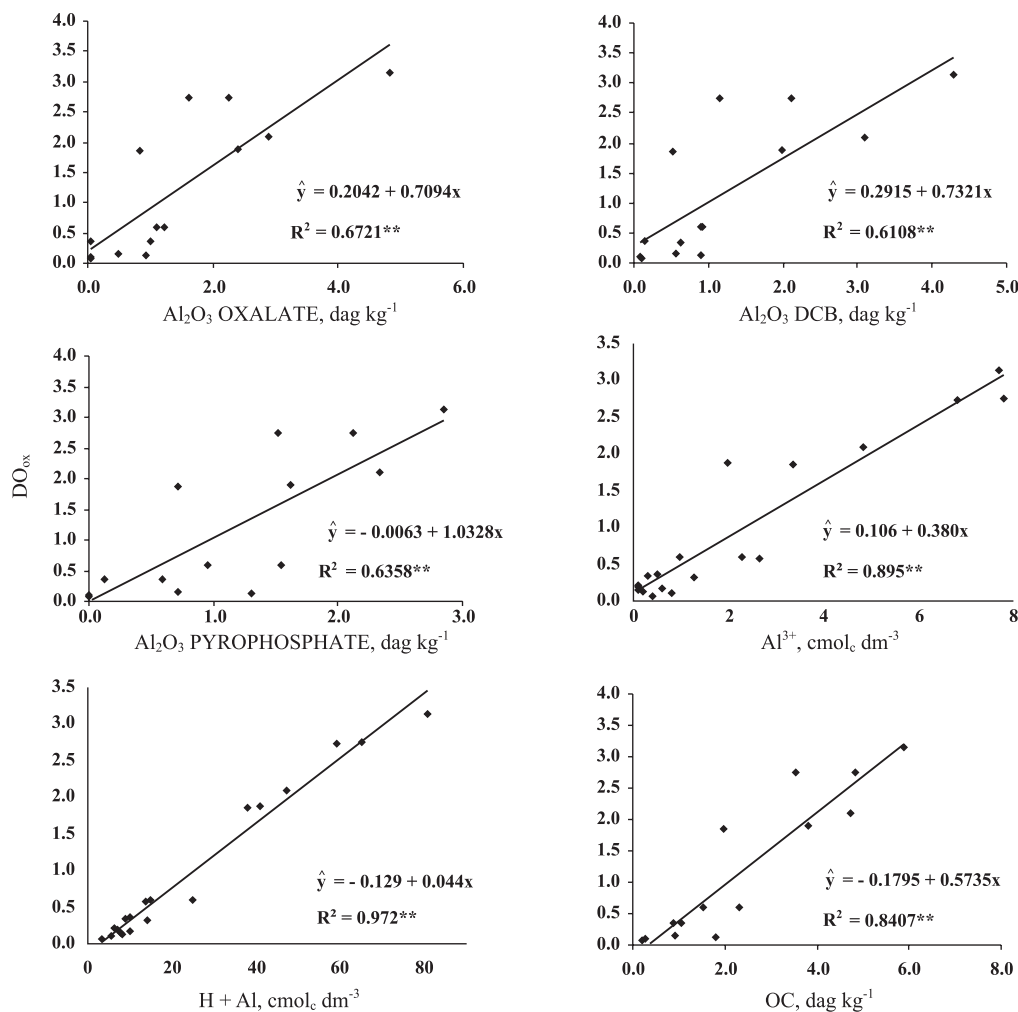 4.0
3.5
3.0
2.5
2.0
1.5
1.0
0.5
0.0
0.0 2.0 4.0 6.0
ŷ = 0.2042 + 0.7094x
R² = 0.6721**
Al₂O₃ OXALATE, dag kg⁻¹
4.0
3.5
3.0
2.5
2.0
1.5
1.0
0.5
0.0
0.0 1.0 2.0 3.0 4.0 5.0
ŷ = 0.2915 + 0.7321x
R² = 0.6108**
Al₂O₃ DCB, dag kg⁻¹
DOₒₓ
4.0
3.5
3.0
2.5
2.0
1.5
1.0
0.5
0.0
0.0 1.0 2.0 3.0
ŷ = - 0.0063 + 1.0328x
R² = 0.6358**
Al₂O₃ PYROPHOSPHATE, dag kg⁻¹
3.5
3.0
2.5
2.0
1.5
1.0
0.5
0.0
0 2 4 6 8
ŷ = 0.106 + 0.380x
R² = 0.895**
Al³⁺, cmol_c dm⁻³
3.5
3.0
2.5
2.0
1.5
1.0
0.5
0.0
0 20 40 60 80
ŷ = - 0.129 + 0.044x
R² = 0.972**
H + Al, cmol_c dm⁻³
4.0
3.5
3.0
2.5
2.0
1.5
1.0
0.5
0.0
0.0 2.0 4.0 6.0 8.0
ŷ = - 0.1795 + 0.5735x
R² = 0.8407**
OC, dag kg⁻¹